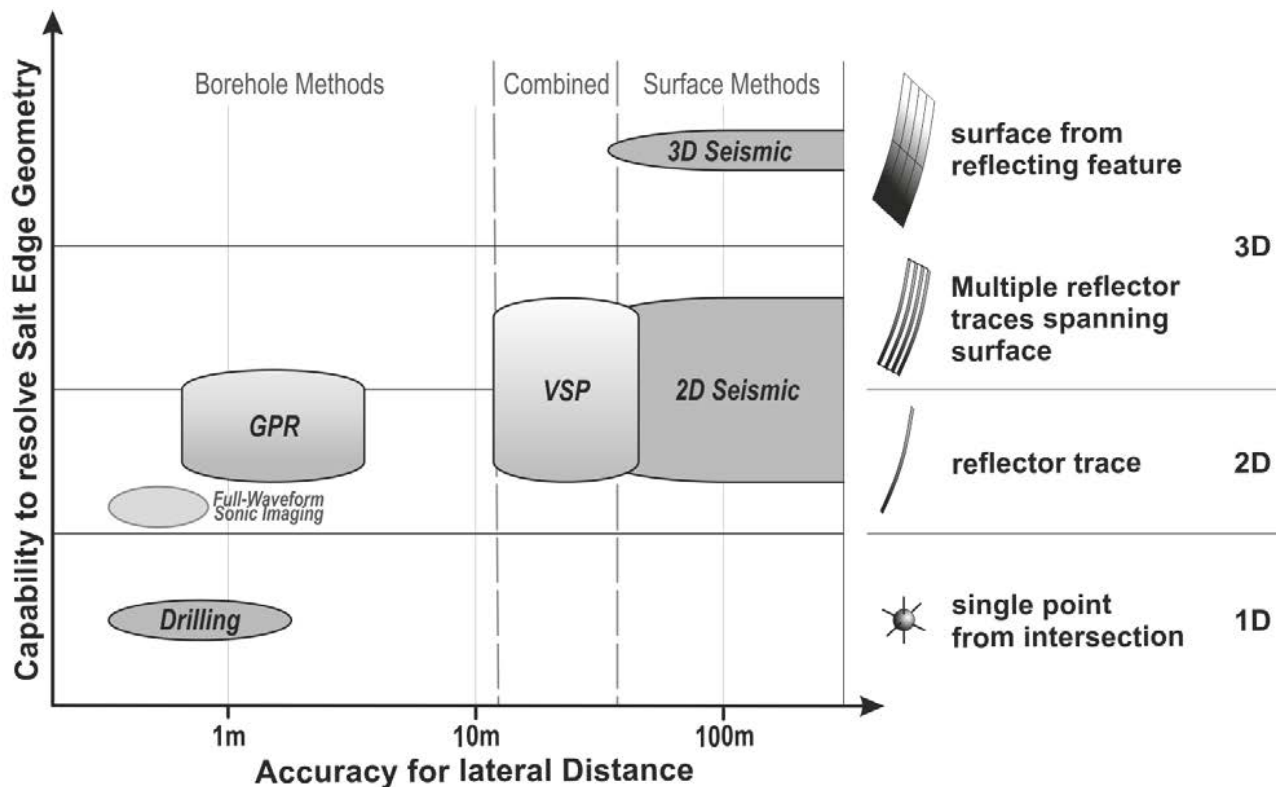 Capability to resolve Salt Edge Geometry
Borehole Methods
Combined
Surface Methods
3D Seismic
VSP
2D Seismic
GPR
Full-Waveform
Sonic Imaging
Drilling
1m
10m
100m
Accuracy for lateral Distance
surface from
reflecting feature
3D
Multiple reflector
traces spanning
surface
reflector trace
2D
single point
from intersection
1D